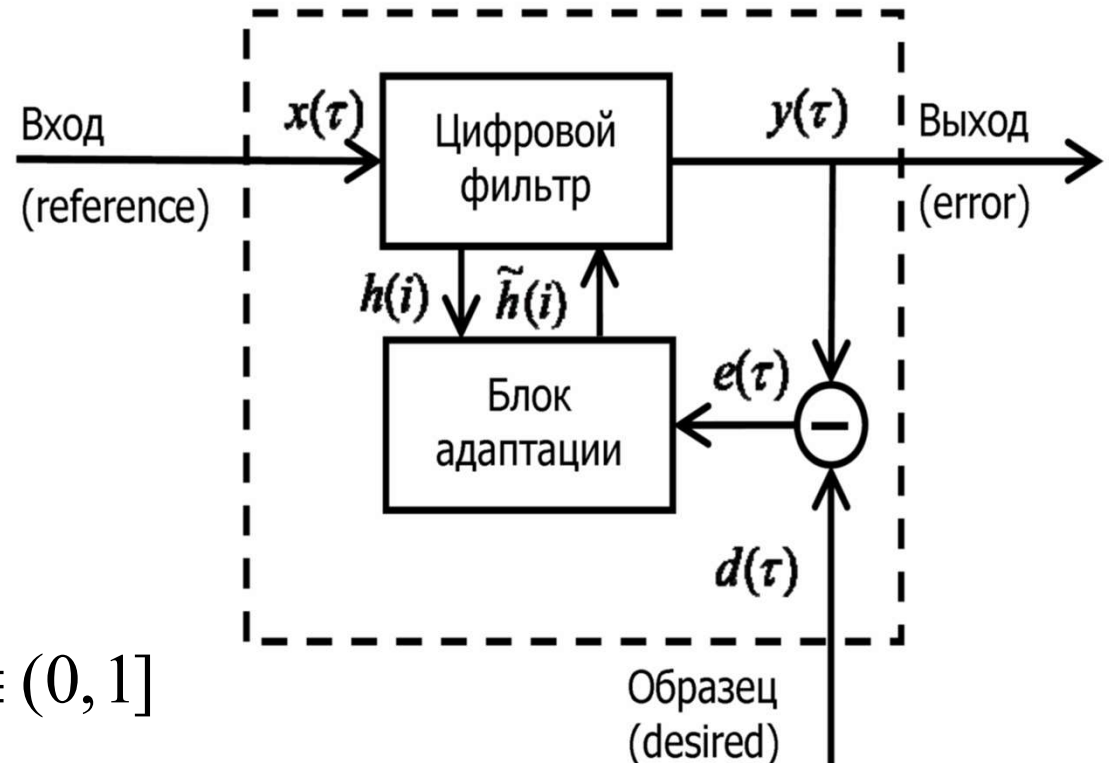 Вход
(reference)
x(τ)
Цифровой
фильтр
y(τ)
Выход
(error)
h(i)
h̃(i)
Блок
адаптации
e(τ)
−
d(τ)
(0, 1]
Образец
(desired)